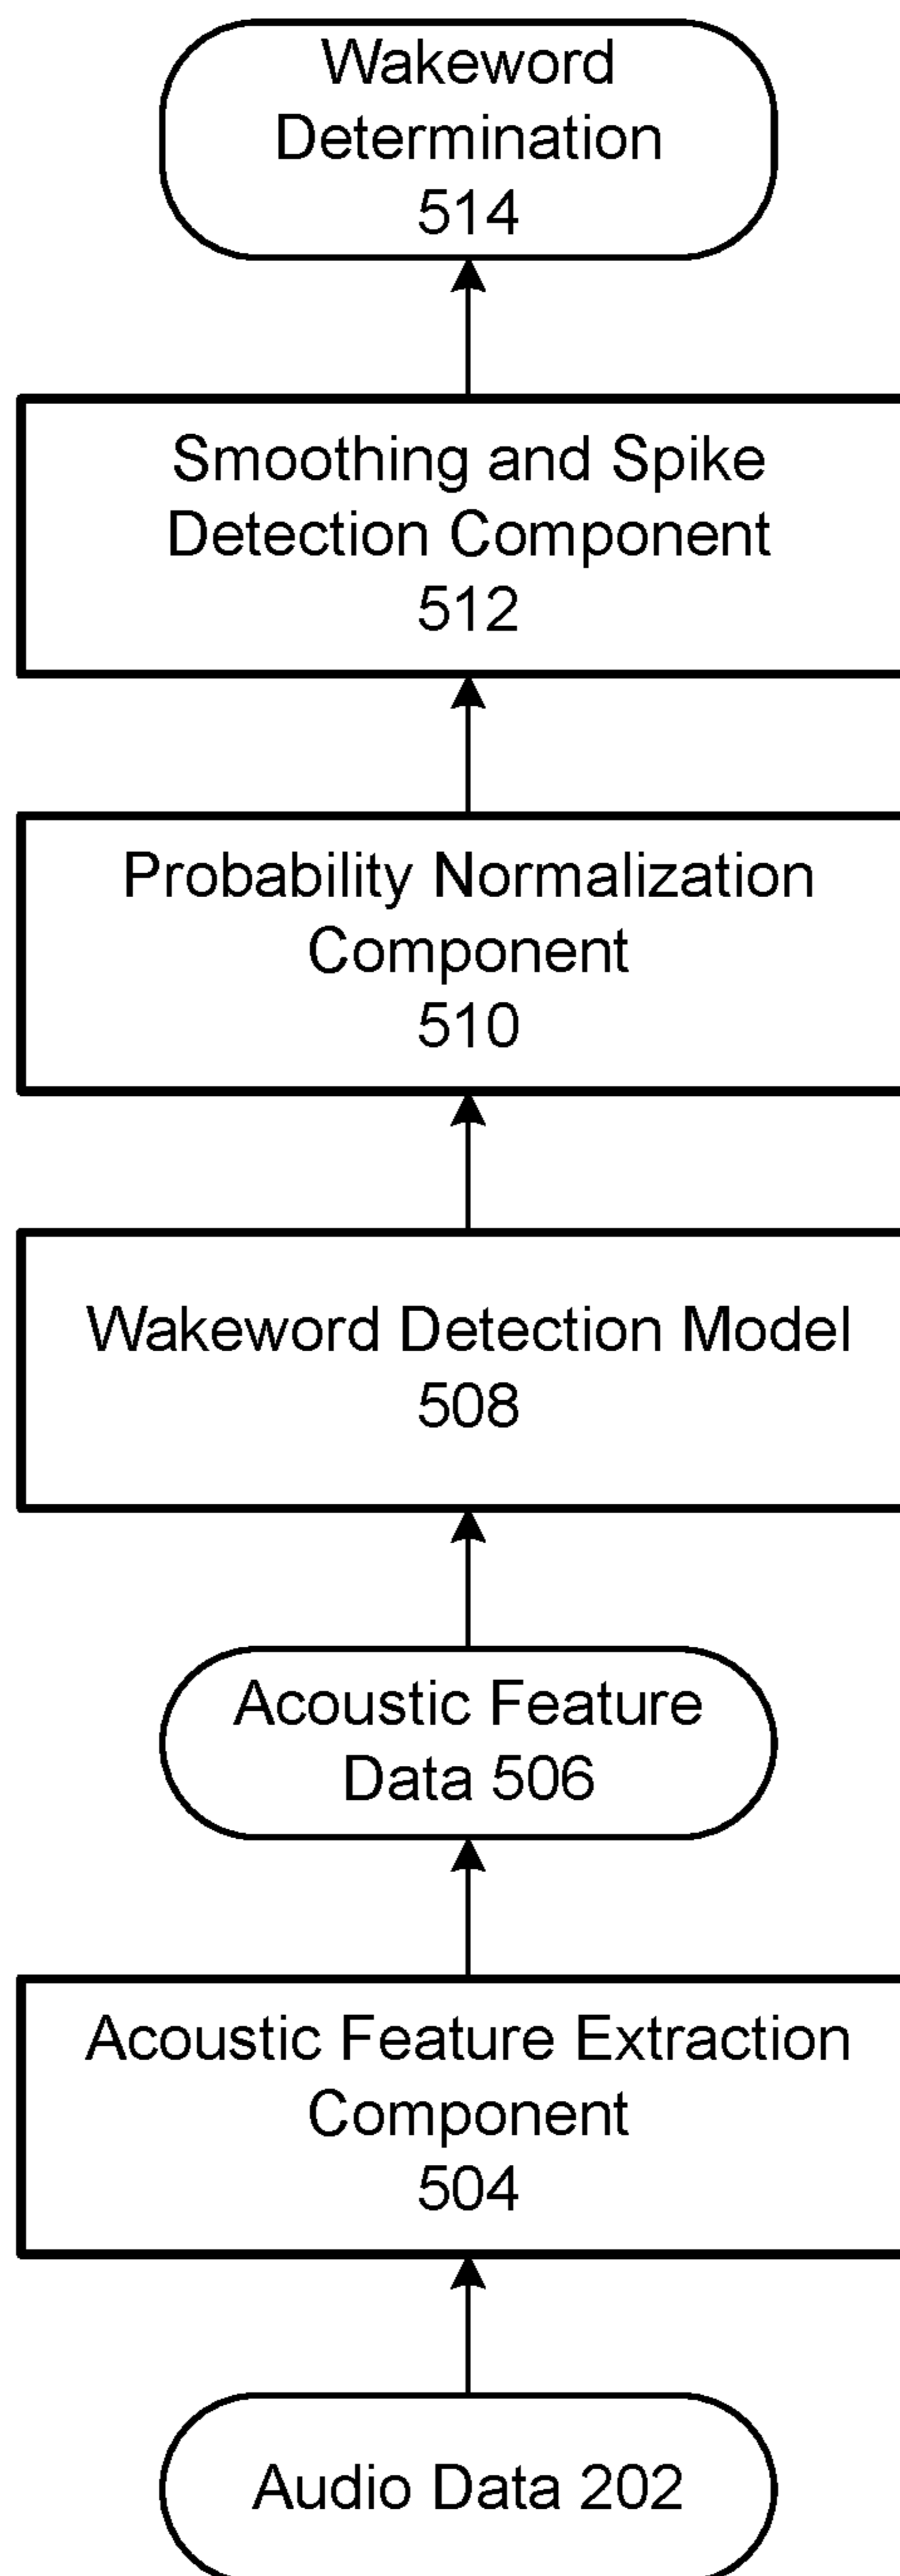 Wakeword
Determination
514
Smoothing and Spike
Detection Component
512
Probability Normalization
Component
510
Wakeword Detection Model
508
Acoustic Feature
Data 506
Acoustic Feature Extraction
Component
504
Audio Data 202